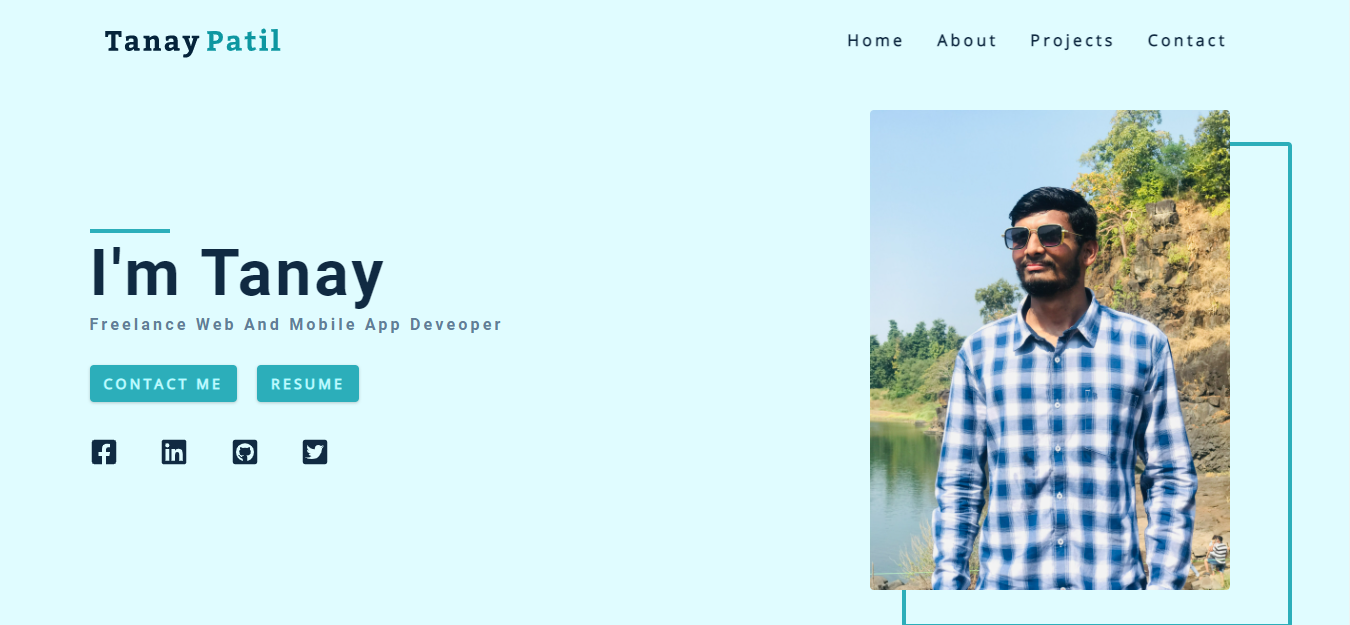 Tanay Patil
Home About Projects Contact
I'm Tanay
Freelance Web And Mobile App Deveoper
CONTACT ME RESUME